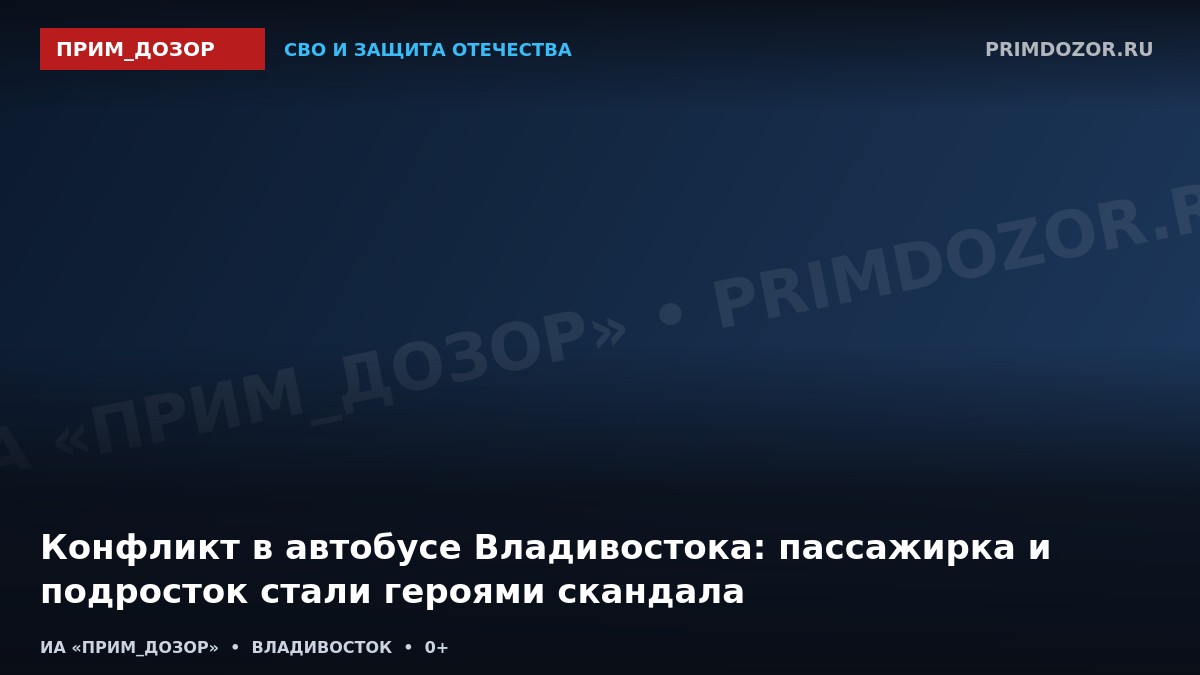 ПРИМ_ДОЗОР
СВО И ЗАЩИТА ОТЕЧЕСТВА
PRIMDOZOR.RU
А «ПРИМ_ДОЗОР» • PRIMDOZOR.R
Конфликт в автобусе Владивостока: пассажирка и
подросток стали героями скандала
ИА «ПРИМ_ДОЗОР» • ВЛАДИВОСТОК • 0+